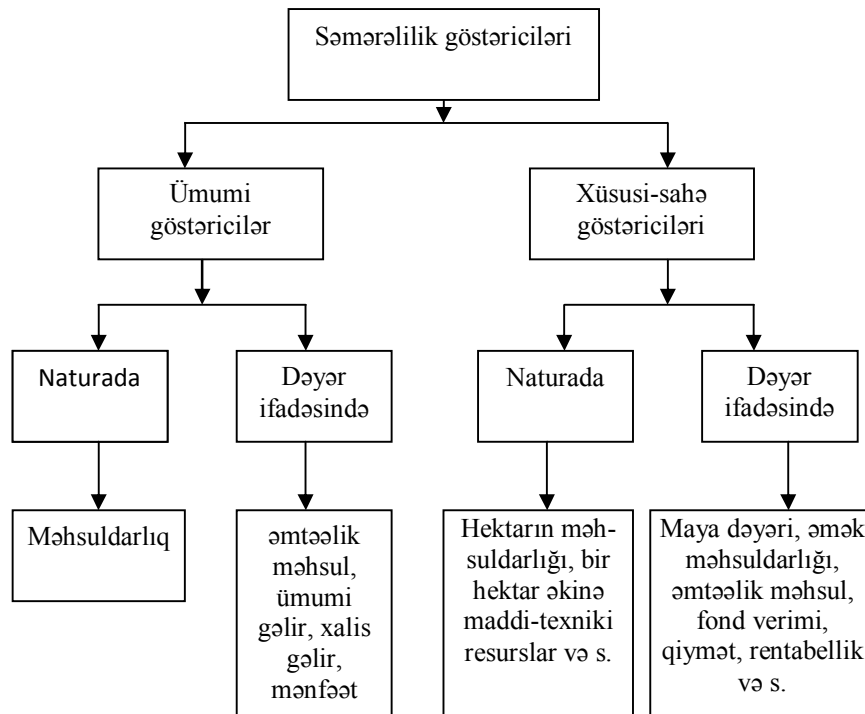 Səmərəlilik göstəriciləri
Ümumi
göstəricilər
Xüsusi-sahə
göstəriciləri
Naturada
Dəyər
ifadəsində
Naturada
Dəyər
ifadəsində
Məhsuldarlıq
əmtəəlik
məhsul,
ümumi
gəlir, xalis
gəlir,
mənfəət
Hektarın məh-
suldarlığı, bir
hektar əkinə
maddi-texniki
resurslar və s.
Maya dəyəri, əmək
məhsuldarlığı,
əmtəəlik məhsul,
fond verimi,
qiymət, rentabellik
və s.